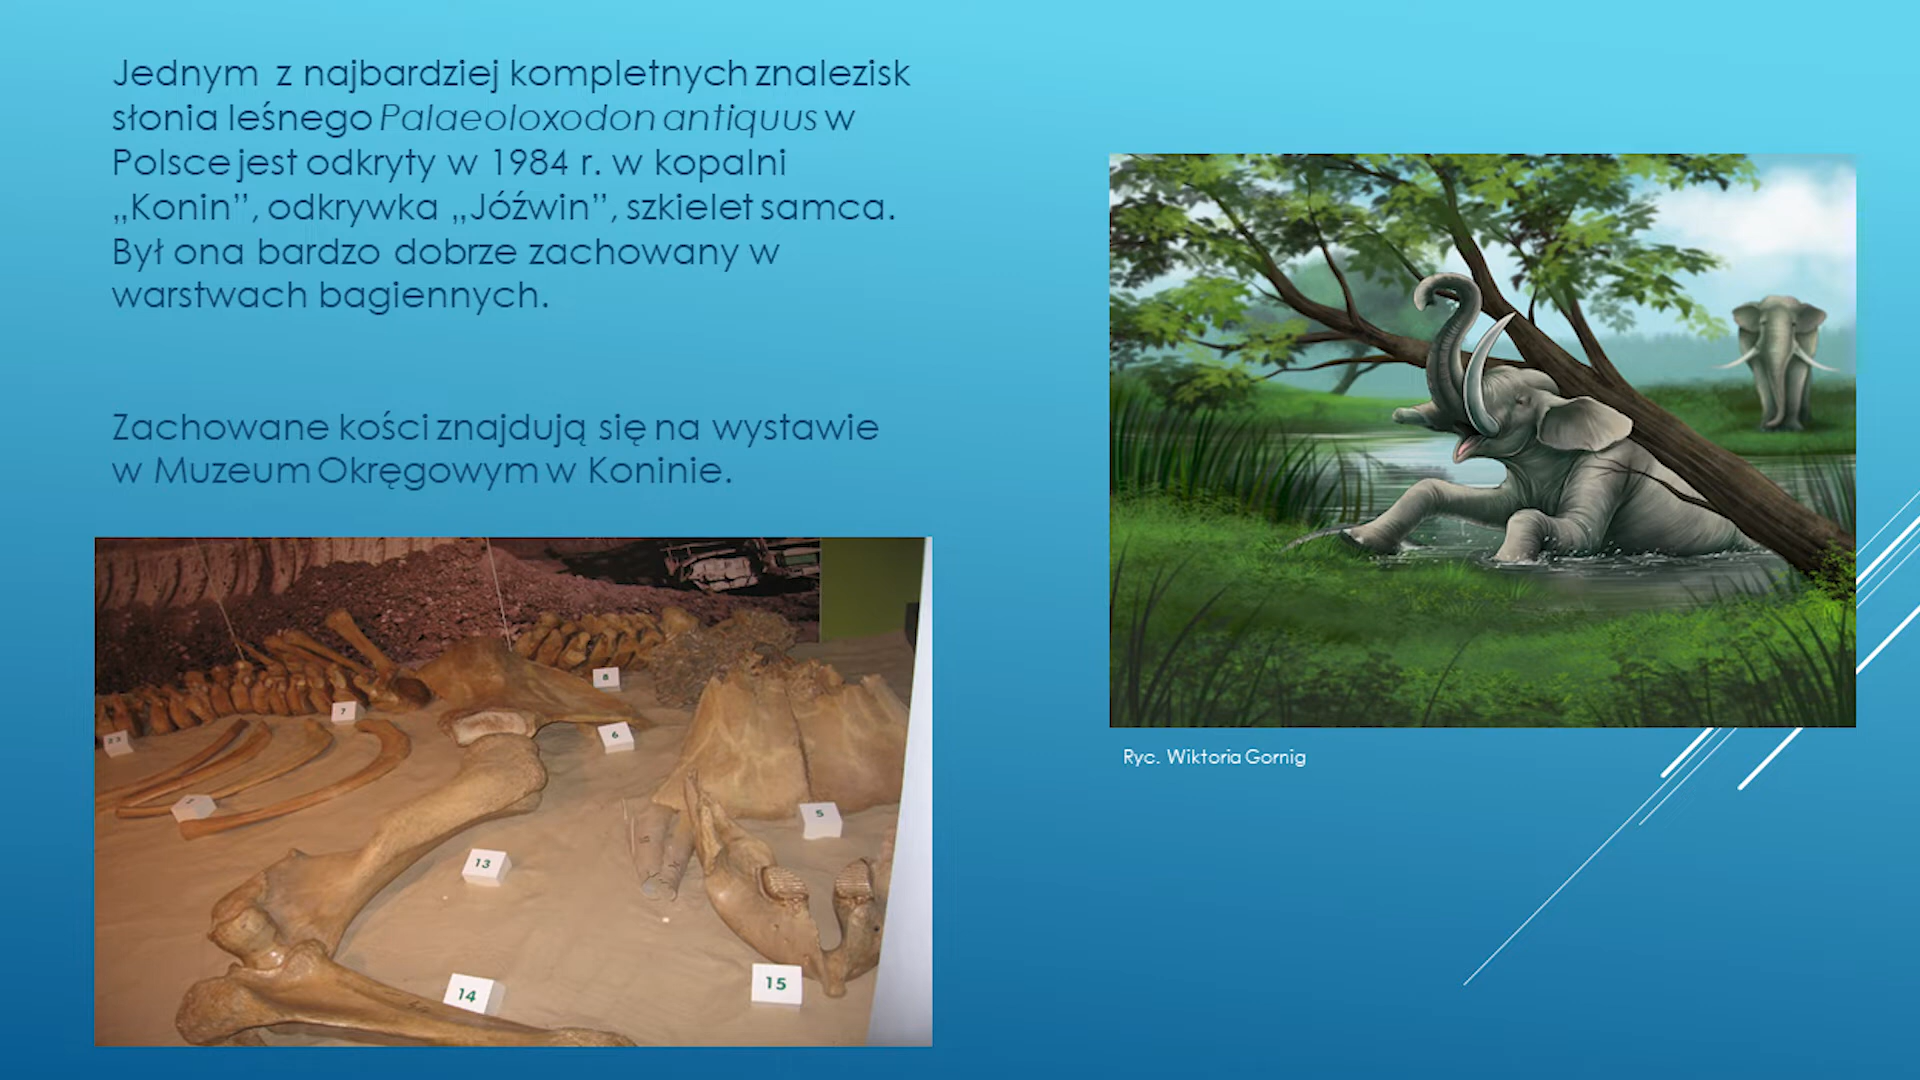 Jednym z najbardziej kompletnych znalezisk
słonia leśnego Palaeoloxodon antiquus w
Polsce jest odkryty w 1984 r. w kopalni
„Konin”, odkrywka „Jóźwin”, szkielet samca.
Był ona bardzo dobrze zachowany w
warstwach bagiennych.
Zachowane kości znajdują się na wystawie
w Muzeum Okręgowym w Koninie.
8
7
6
23
5
13
14
15
Ryc. Wiktoria Gornig